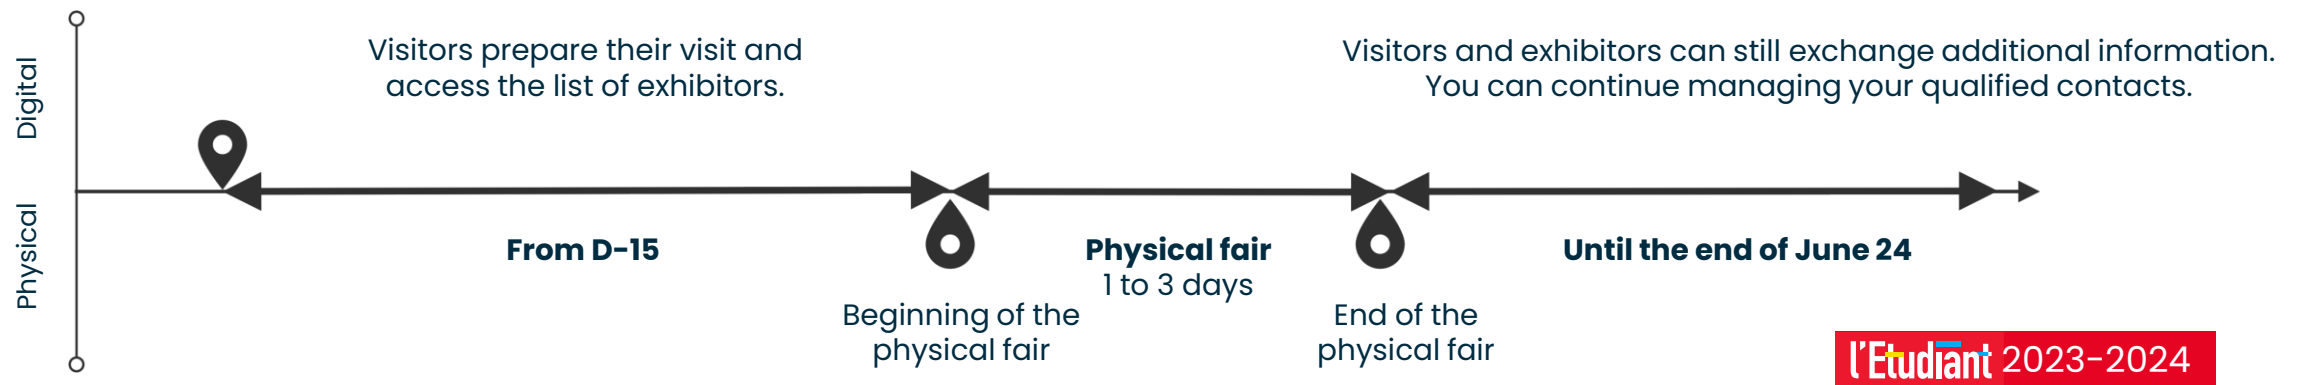 Digital
Physical
Visitors prepare their visit and
access the list of exhibitors.
Visitors and exhibitors can still exchange additional information.
You can continue managing your qualified contacts.
From D-15
Physical fair
1 to 3 days
Until the end of June 24
Beginning of the
physical fair
End of the
physical fair
l'Etudiant 2023-2024